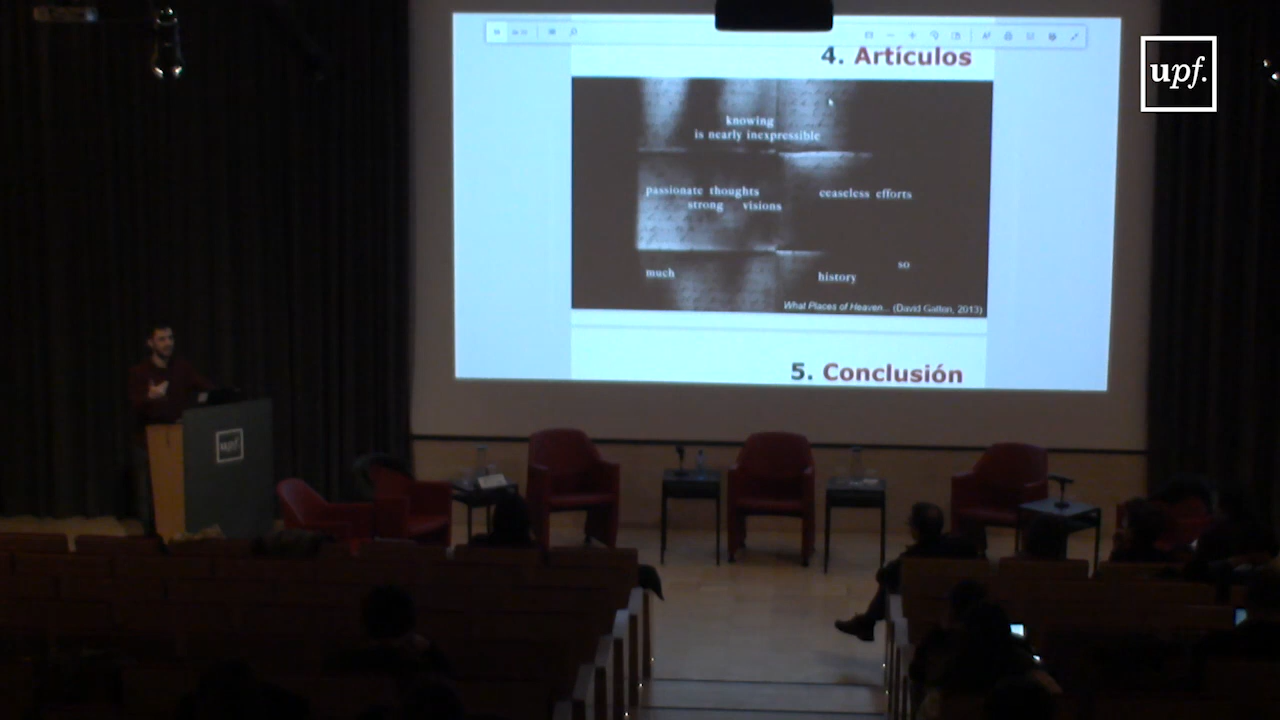 4. Artículos
upf.
knowing
is nearly inexpressible
passionate thoughts
ceaseless efforts
strong visions
so
much
history
What Places of Heaven... (David Gatten, 2013)
5. Conclusión
upf.